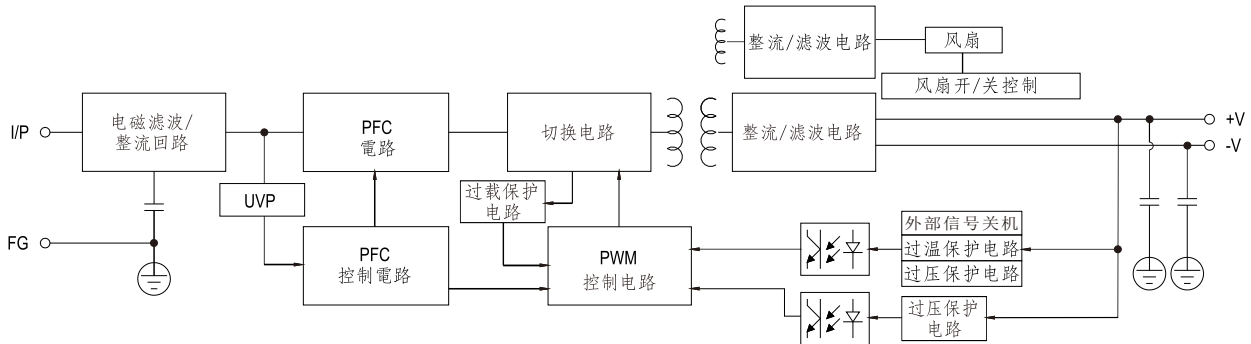 整流/滤波电路
风扇
风扇开/关控制
I/P
电磁滤波/
整流回路
PFC
電路
切换电路
整流/滤波电路
+V
-V
UVP
过载保护
电路
FG
PFC
控制電路
PWM
控制电路
外部信号关机
过温保护电路
过压保护电路
过压保护
电路